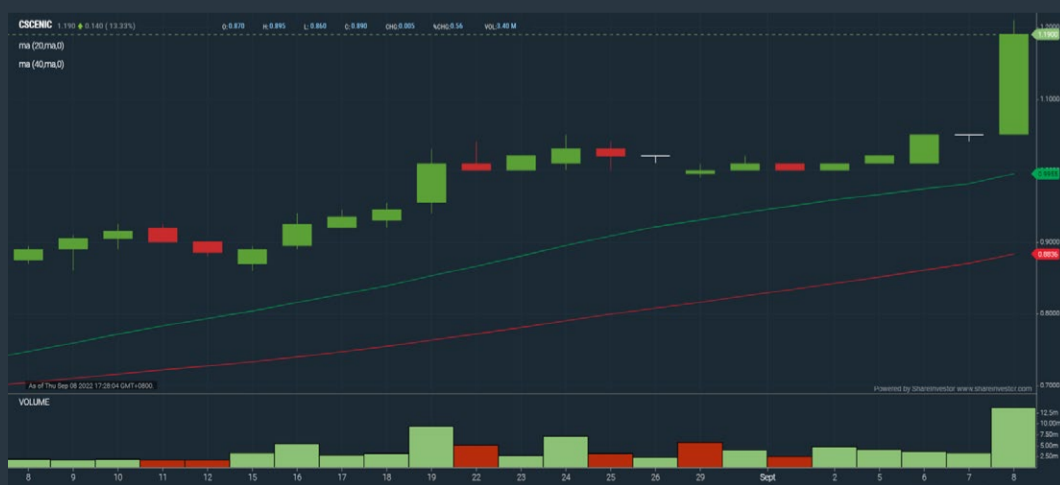 CSCENIC 1.190 0.140 ( 13.33%) O: 0.870 H: 0.895 L: 0.860 C: 0.890 CHG: 0.005 %CHG: 0.56 VOL: 3.40 M
ma (20,ma,0)
ma (40,ma,0)
1.1900
1.1000
0.9000
0.8836
0.8000
0.7000
As of Thu Sep 08 2022 17:28:04 GMT+0800
Powered by ShareInvestor www.shareinvestor.com
VOLUME
12.5m
10.00m
7.50m
5.00m
2.50m
8 9 10 11 12 15 16 17 18 19 22 23 24 25 26 29 Sept 2 5 6 7 8